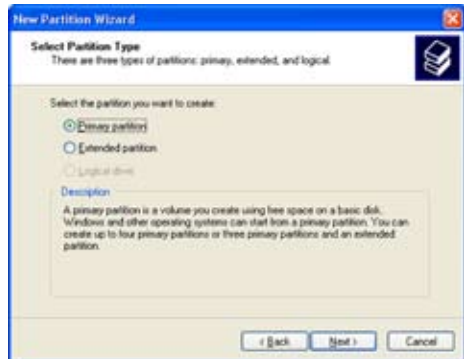 New Partition Wizard
Select Partition Type
There are three types of partitions: primary, extended, and logical.
Select the partition you want to create:
Primary partition
Extended partition
Logical drive
Description
A primary partition is a volume you create using free space on a basic disk.
Windows and other operating systems can start from a primary partition. You can
create up to four primary partitions or three primary partitions and an extended
partition.
< Back
Next >
Cancel